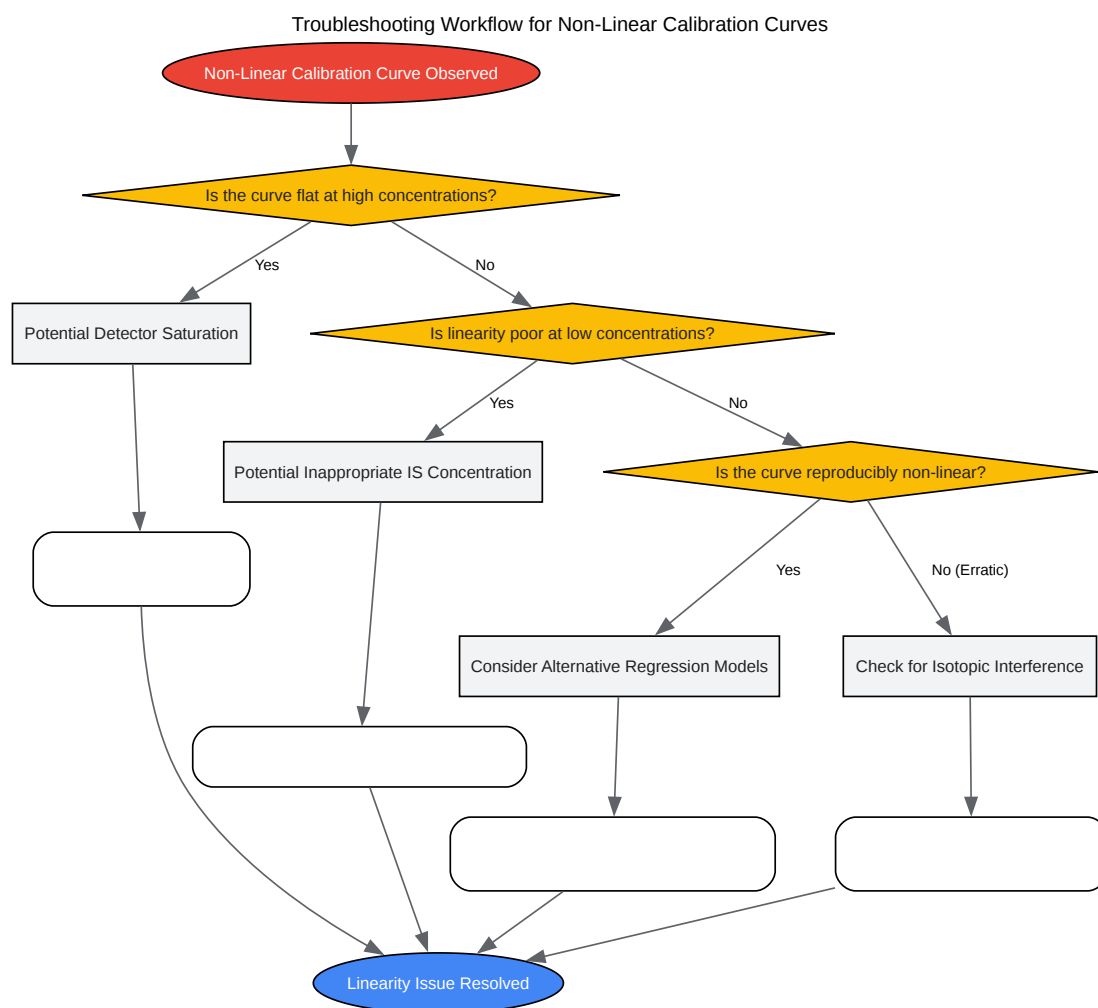 Troubleshooting Workflow for Non-Linear Calibration Curves
Non-Linear Calibration Curve Observed
Is the curve flat at high concentrations?
Yes
No
Potential Detector Saturation
Is linearity poor at low concentrations?
Yes
No
Potential Inappropriate IS Concentration
Is the curve reproducibly non-linear?
Yes
No (Erratic)
Consider Alternative Regression Models
Check for Isotopic Interference
Linearity Issue Resolved